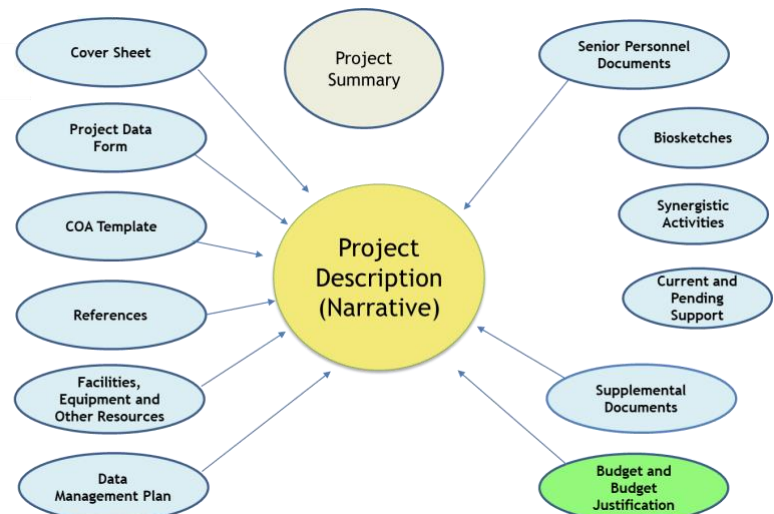 Cover Sheet
Project Data
Form
COA Template
References
Facilities,
Equipment and
Other Resources
Data
Management Plan
Project
Summary
Project
Description
(Narrative)
Senior Personnel
Documents
Biosketches
Synergistic
Activities
Current and
Pending
Support
Supplemental
Documents
Budget and
Budget
Justification